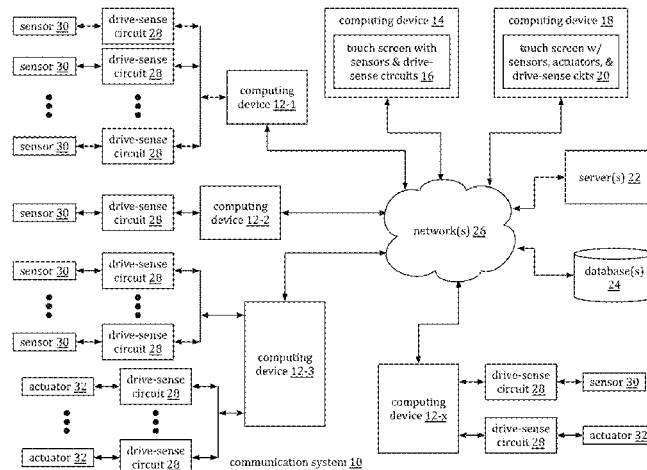 sensor 30
drive-sense
circuit 28
sensor 30
drive-sense
circuit 28
sensor 30
drive-sense
circuit 28
computing
device 12-1
computing device 14
touch screen with
sensors & drive-
sense circuits
16
computing device 18
touch screen w/
sensors, actuators, &
drive-sense ckts
20
server(s) 22
sensor 30
drive-sense
circuit 28
computing
device 12-2
network(s) 26
database(s)
24
sensor 30
drive-sense
circuit 28
sensor 30
drive-sense
circuit 28
computing
device 12-3
actuator 32
drive-sense
circuit 28
actuator 32
drive-sense
circuit 28
computing
device 12-x
drive-sense
circuit 28
sensor 30
drive-sense
circuit 28
actuator 32
communication system 10